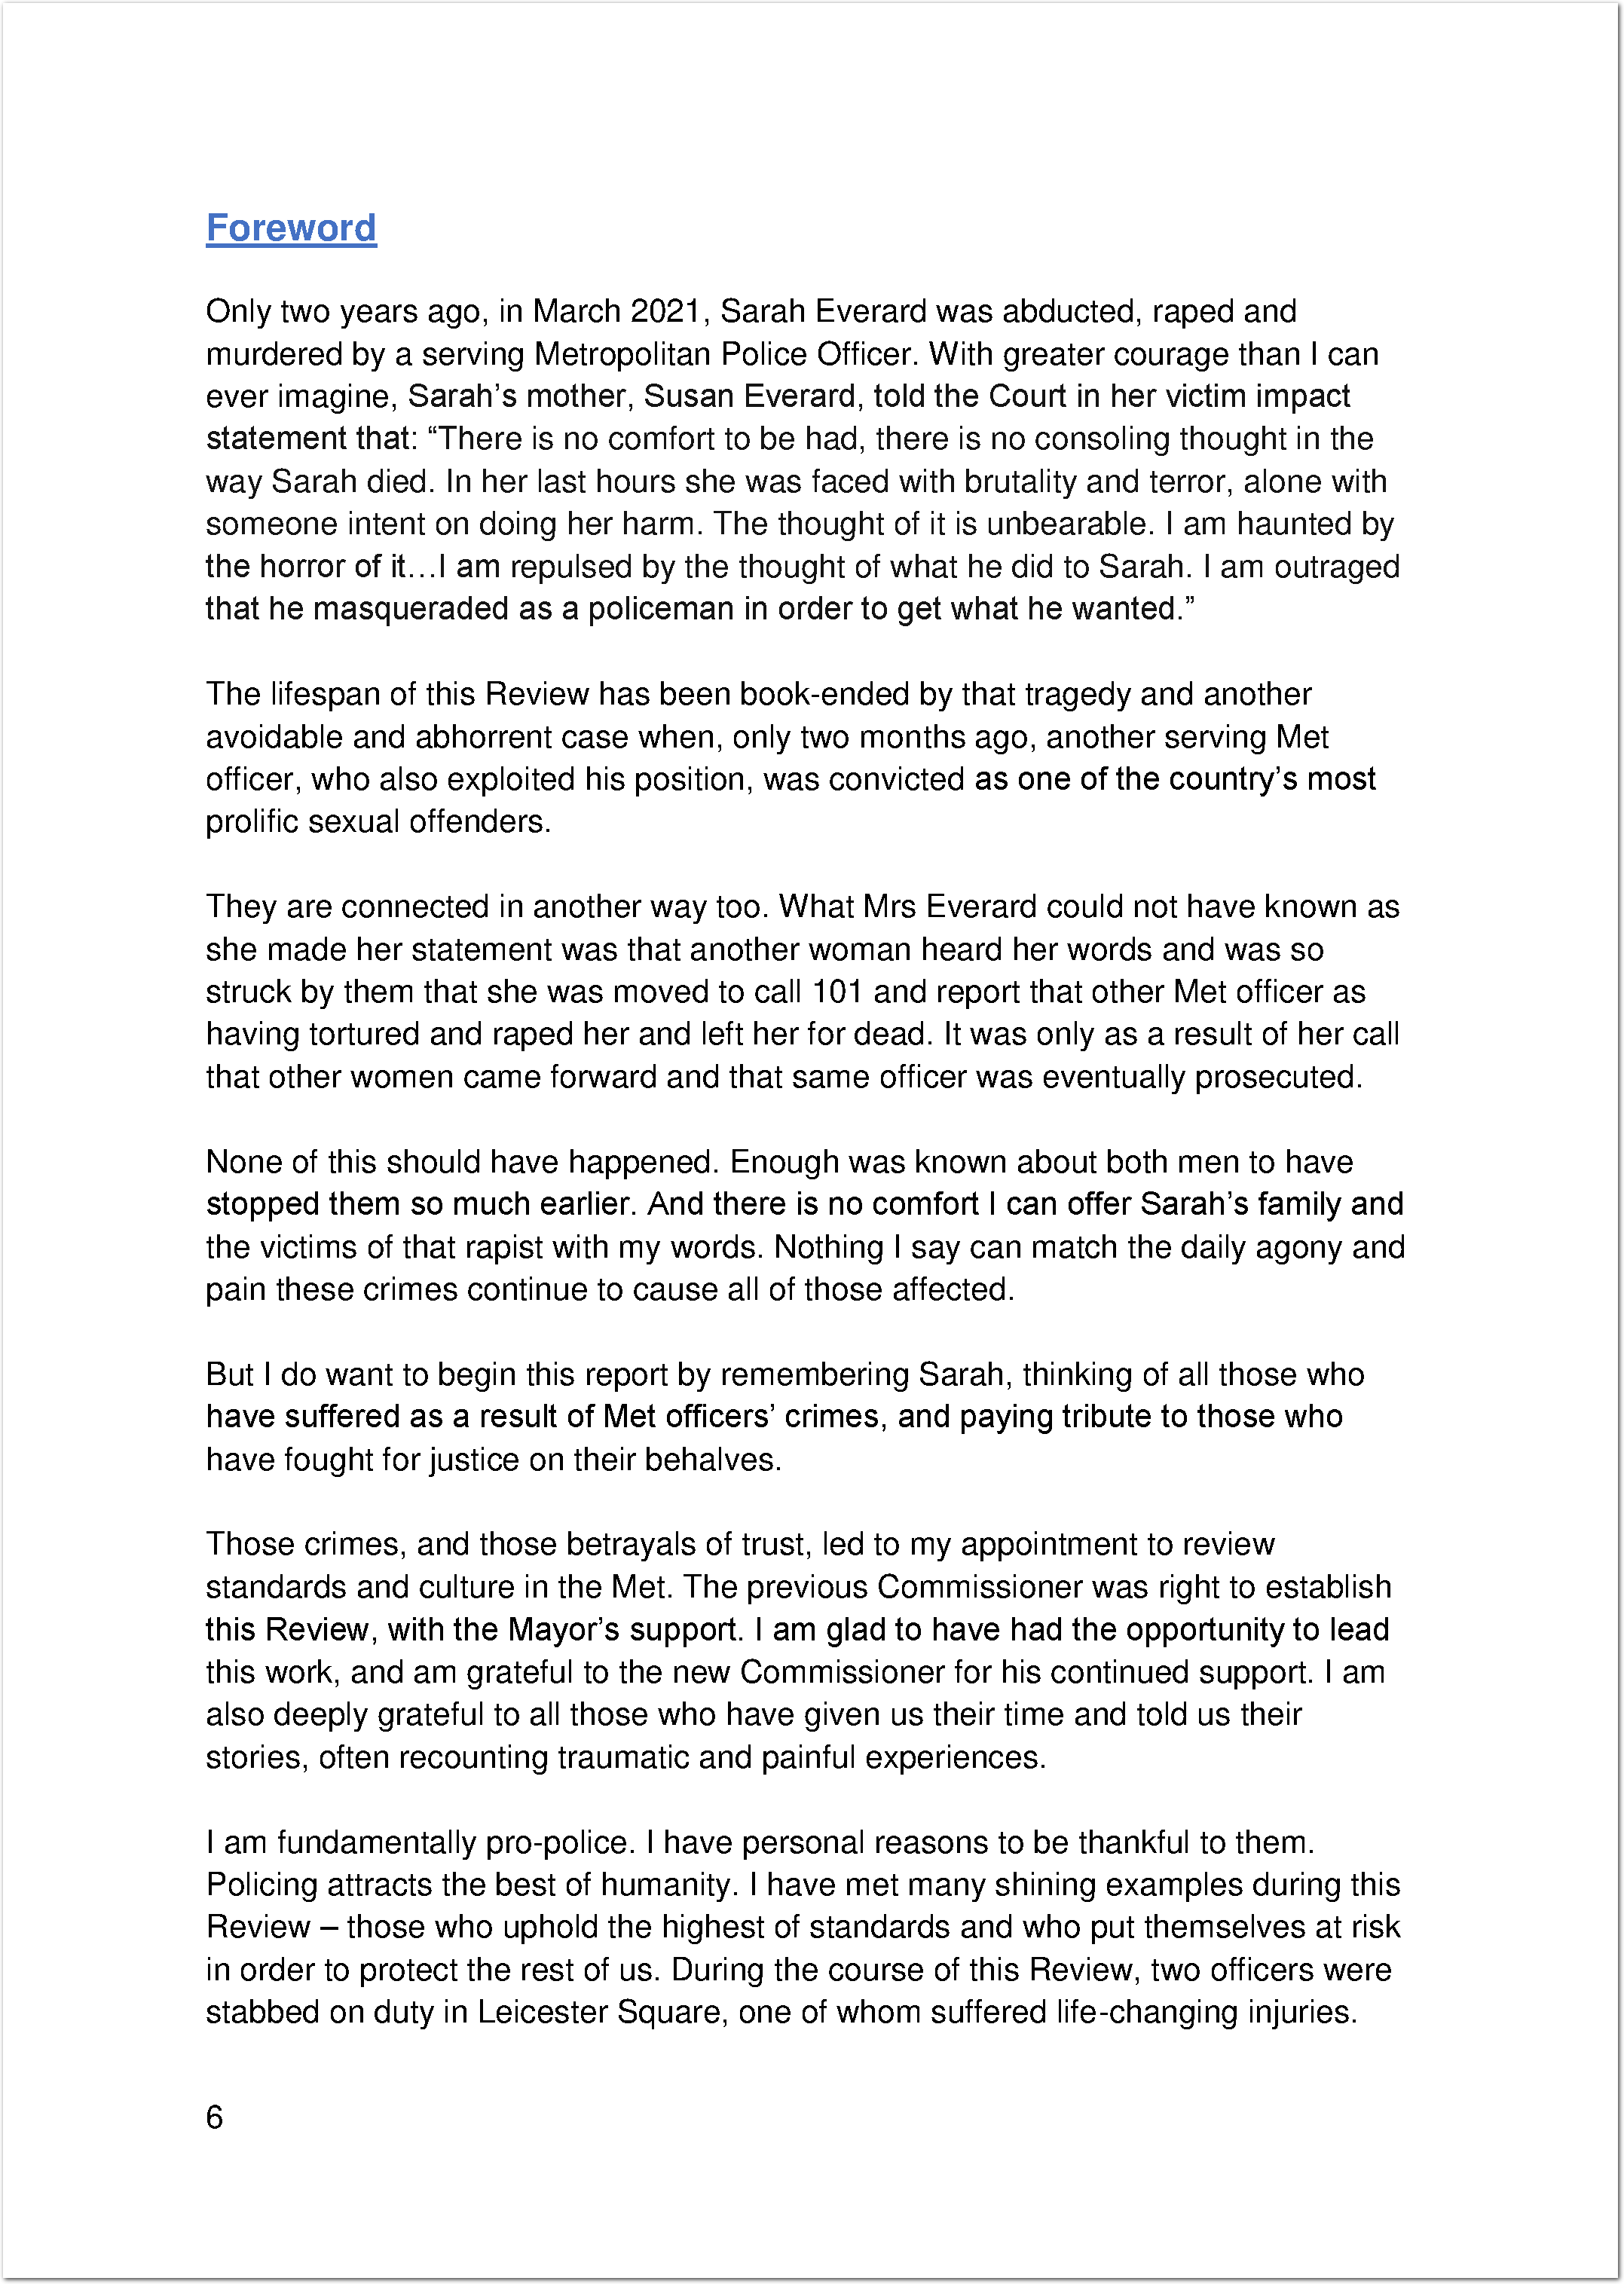 Foreword
Only two years ago, in March 2021, Sarah Everard was abducted, raped and
murdered by a serving Metropolitan Police Officer. With greater courage than I can
ever imagine, Sarah’s mother, Susan Everard, told the Court in her victim impact
statement that: “There is no comfort to be had, there is no consoling thought in the
way Sarah died. In her last hours she was faced with brutality and terror, alone with
someone intent on doing her harm. The thought of it is unbearable. I am haunted by
the horror of it…I am repulsed by the thought of what he did to Sarah. I am outraged
that he masqueraded as a policeman in order to get what he wanted.”
The lifespan of this Review has been book-ended by that tragedy and another
avoidable and abhorrent case when, only two months ago, another serving Met
officer, who also exploited his position, was convicted as one of the country’s most
prolific sexual offenders.
They are connected in another way too. What Mrs Everard could not have known as
she made her statement was that another woman heard her words and was so
struck by them that she was moved to call 101 and report that other Met officer as
having tortured and raped her and left her for dead. It was only as a result of her call
that other women came forward and that same officer was eventually prosecuted.
None of this should have happened. Enough was known about both men to have
stopped them so much earlier. And there is no comfort I can offer Sarah’s family and
the victims of that rapist with my words. Nothing I say can match the daily agony and
pain these crimes continue to cause all of those affected.
But I do want to begin this report by remembering Sarah, thinking of all those who
have suffered as a result of Met officers’ crimes, and paying tribute to those who
have fought for justice on their behalves.
Those crimes, and those betrayals of trust, led to my appointment to review
standards and culture in the Met. The previous Commissioner was right to establish
this Review, with the Mayor’s support. I am glad to have had the opportunity to lead
this work, and am grateful to the new Commissioner for his continued support. I am
also deeply grateful to all those who have given us their time and told us their
stories, often recounting traumatic and painful experiences.
I am fundamentally pro-police. I have personal reasons to be thankful to them.
Policing attracts the best of humanity. I have met many shining examples during this
Review – those who uphold the highest of standards and who put themselves at risk
in order to protect the rest of us. During the course of this Review, two officers were
stabbed on duty in Leicester Square, one of whom suffered life-changing injuries.
6